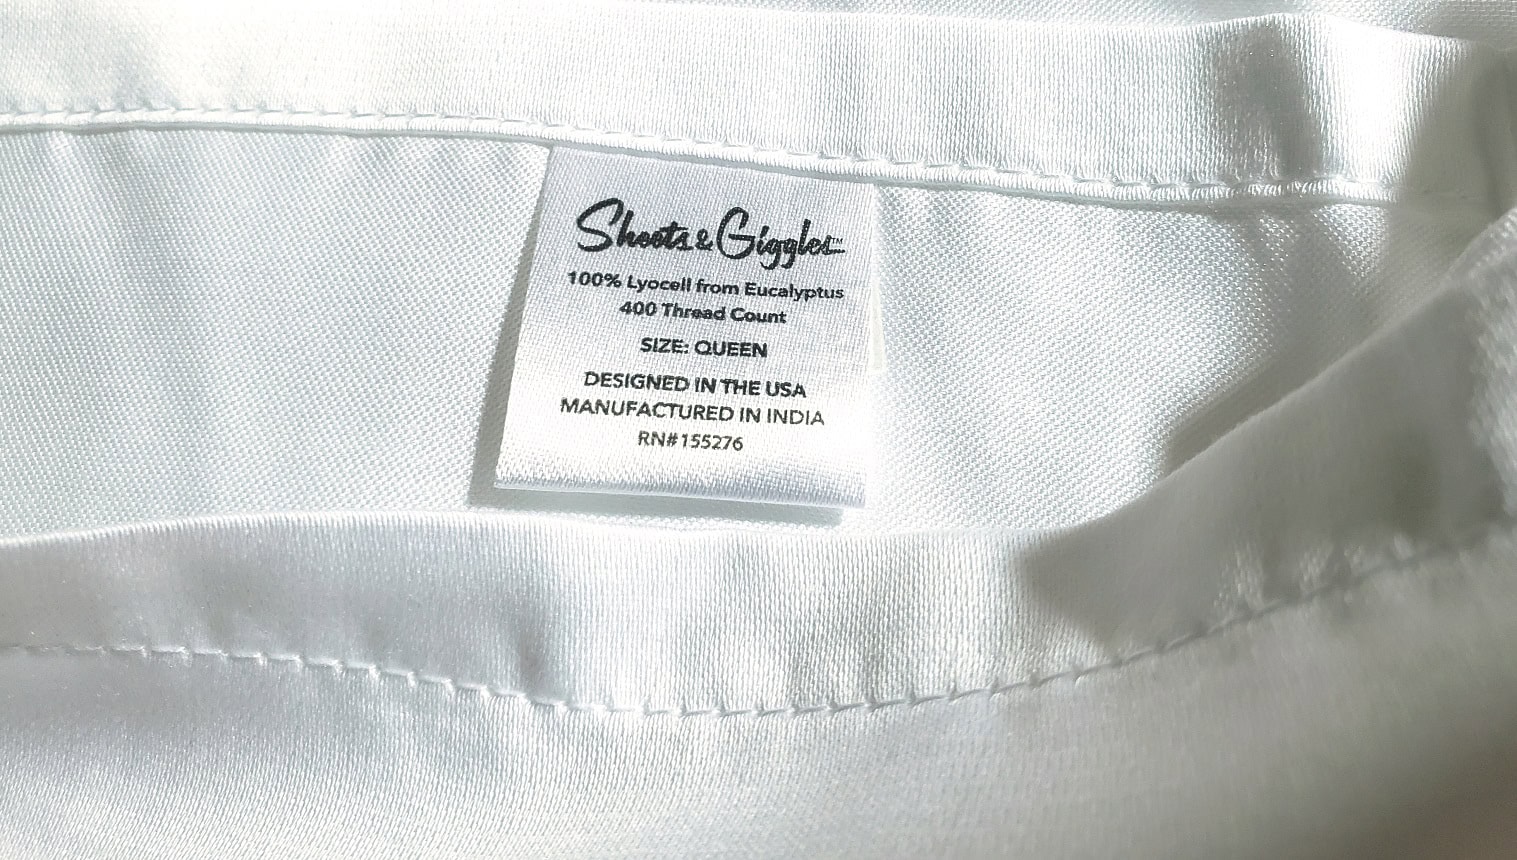 Sheets & Giggles™
100% Lyocell from Eucalyptus
400 Thread Count
SIZE: QUEEN
DESIGNED IN THE USA
MANUFACTURED IN INDIA
RN#155276